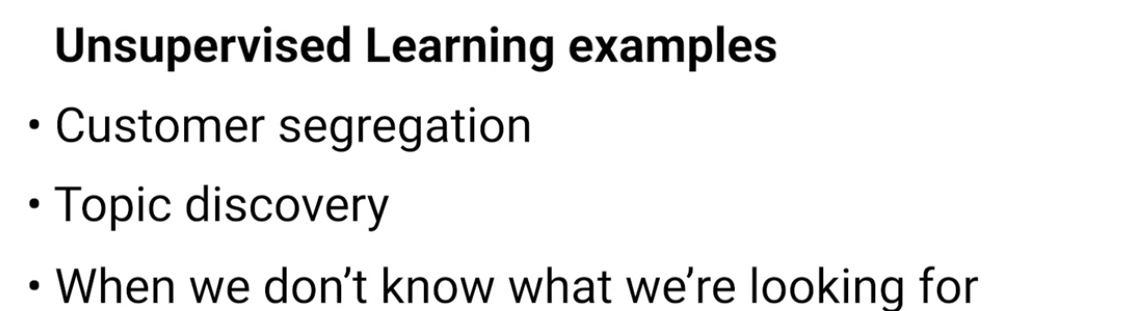 Unsupervised Learning examples
• Customer segregation
• Topic discovery
• When we don’t know what we’re looking for